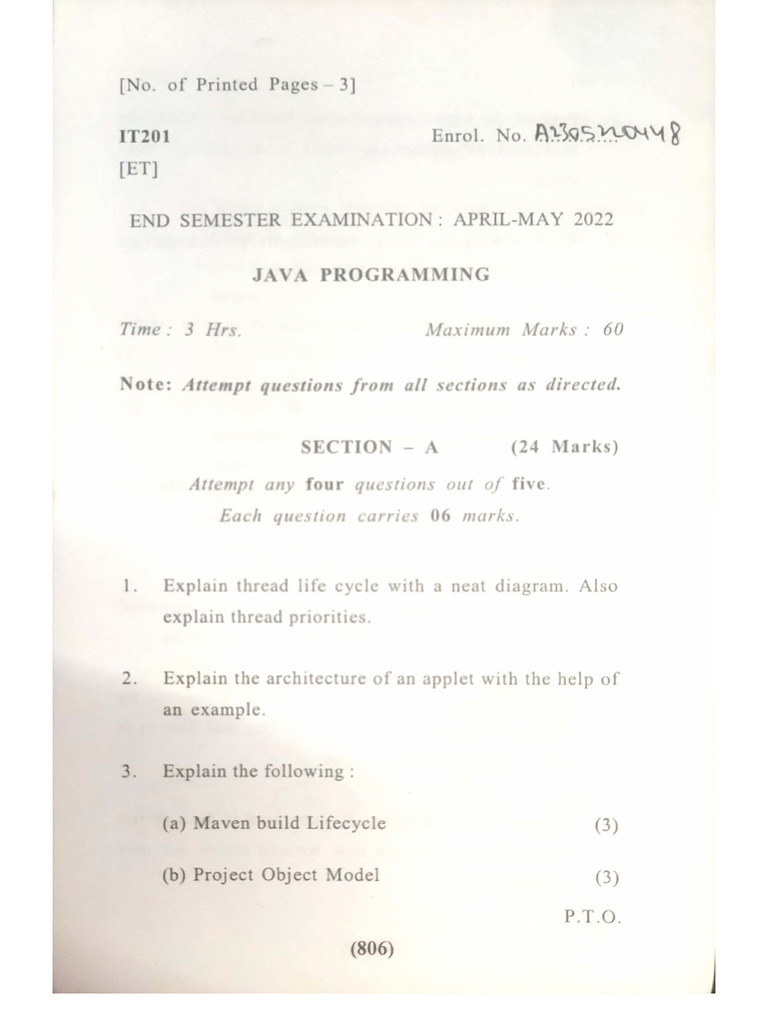 [No. of Printed Pages – 3]
IT201 Enrol. No. A2305220448
[ET]
END SEMESTER EXAMINATION : APRIL-MAY 2022
JAVA PROGRAMMING
Time : 3 Hrs. Maximum Marks : 60
Note: Attempt questions from all sections as directed.
SECTION – A (24 Marks)
Attempt any four questions out of five.
Each question carries 06 marks.
1. Explain thread life cycle with a neat diagram. Also
explain thread priorities.
2. Explain the architecture of an applet with the help of
an example.
3. Explain the following :
(a) Maven build Lifecycle (3)
(b) Project Object Model (3)
P.T.O.
(806)